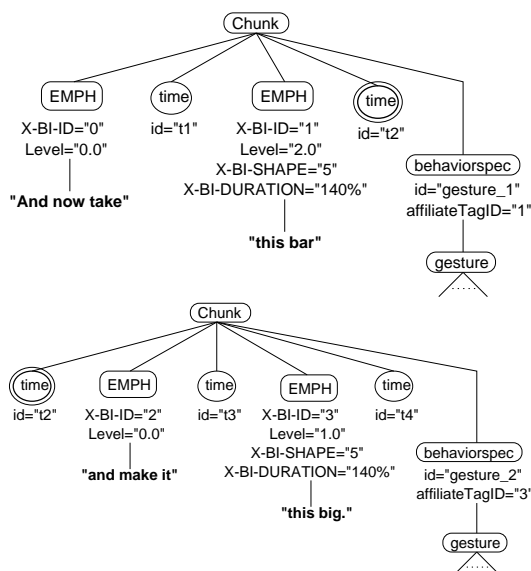 Chunk
EMPH time EMPH time
X-BI-ID="0" id="t1" X-BI-ID="1" id="t2"
Level="0.0" Level="2.0"
X-BI-SHAPE="5" behaviorspec
X-BI-DURATION="140%" id="gesture_1"
"And now take" affiliateTagID="1"
"this bar" gesture
.....
Chunk
time EMPH time EMPH time
id="t2" X-BI-ID="2" id="t3" X-BI-ID="3" id="t4"
Level="0.0" Level="1.0"
X-BI-SHAPE="5" behaviorspec
"and make it" X-BI-DURATION="140%" id="gesture_2"
affiliateTagID="3"
"this big."
gesture
.....